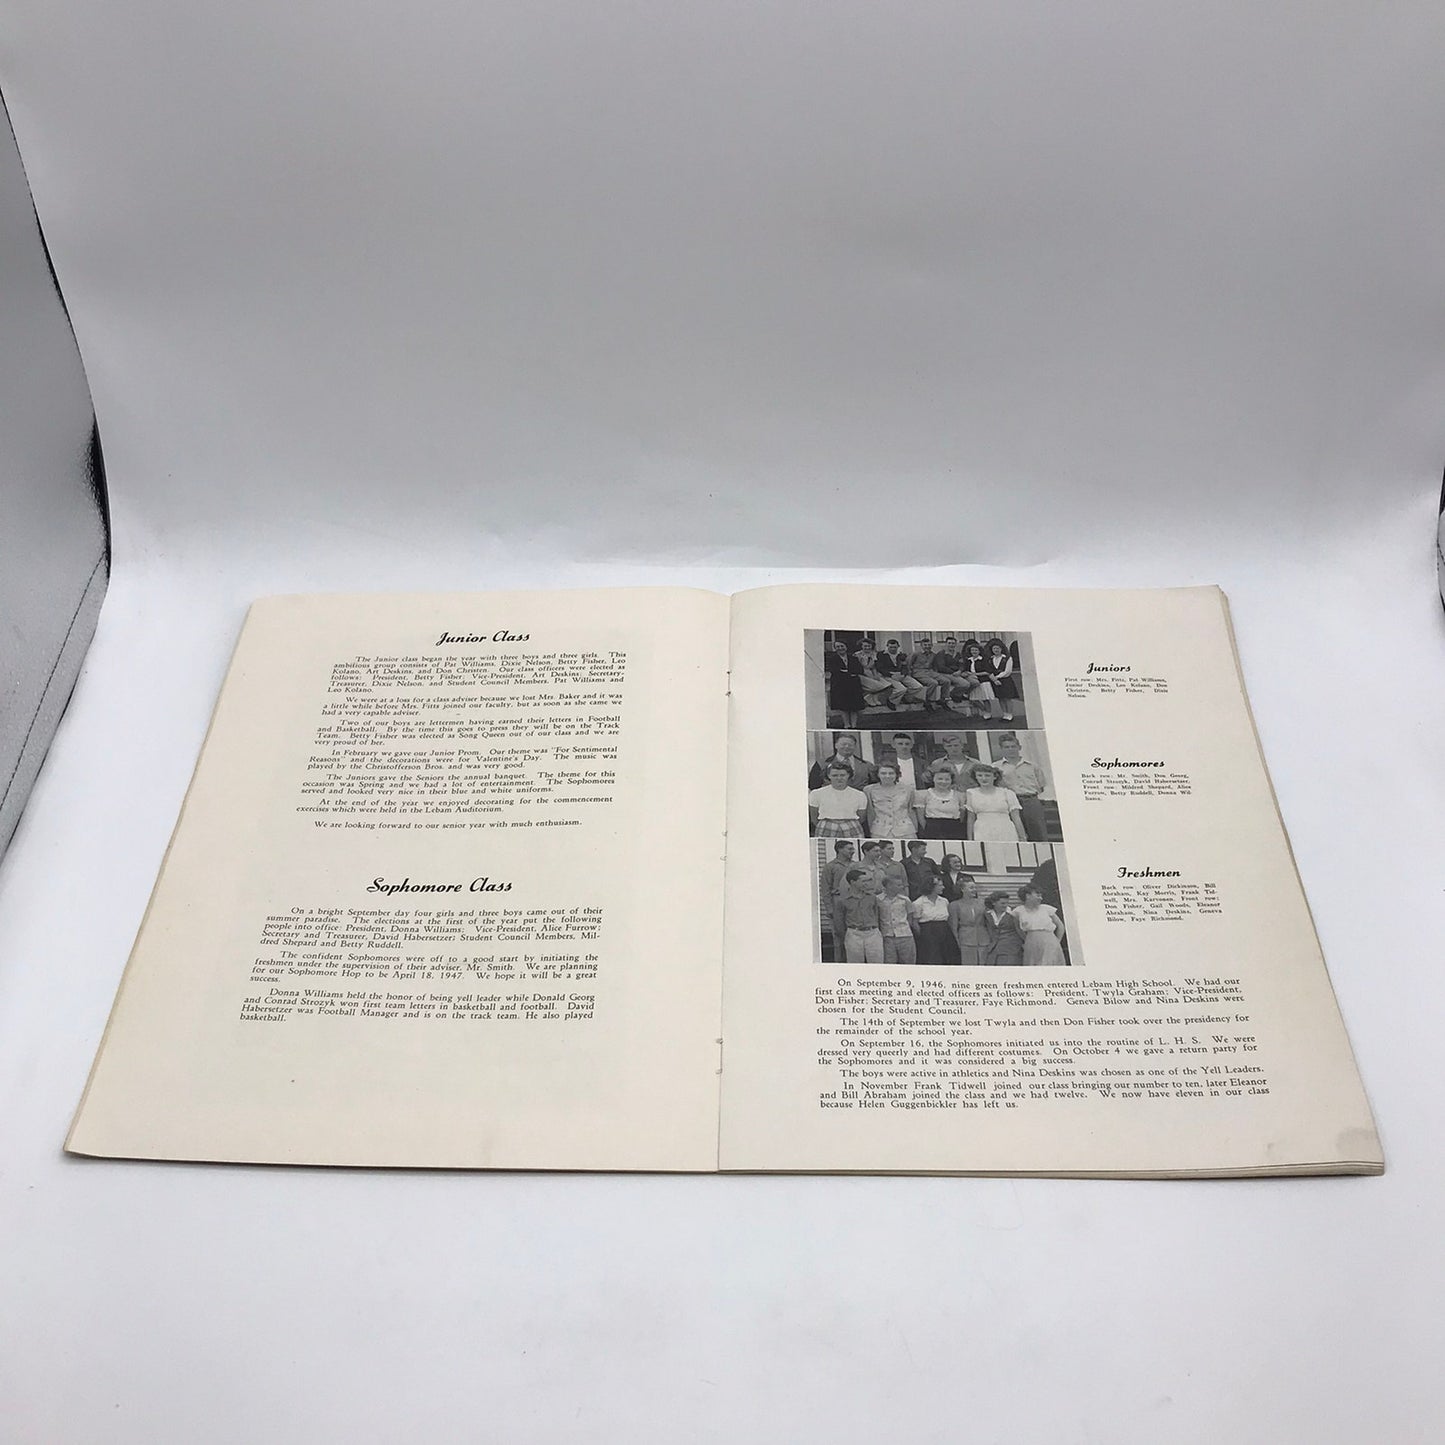 Junior Class
The Junior class began the year with three boys and three girls. This
ambitious group consists of Pat Williams, Dixie Nelson, Betty Fisher, Leo
Kolano, Art Deskins, and Don Christen. Our class officers were elected as
follows: President, Betty Fisher; Vice-President, Art Deskins; Secretary-
Treasurer, Dixie Nelson, and Student Council Members, Pat Williams and
Leo Kolano.
We were at a loss for a class adviser because we lost Mrs. Baker and it was
a little while before Mrs. Fitts joined our faculty, but as soon as she came we
had a very capable adviser.
Two of our boys are lettermen having earned their letters in Football
and Basketball. By the time this goes to press they will be on the Track
Team. Betty Fisher was elected as Song Queen out of our class and we are
very proud of her.
In February we gave our Junior Prom. Our theme was "For Sentimental
Reasons" and the decorations were for Valentine's Day. The music was
played by the Christofferson Bros. and was very good.
The Juniors gave the Seniors the annual banquet. The theme for this
occasion was Spring and we had a lot of entertainment. The Sophomores
served and looked very nice in their blue and white uniforms.
At the end of the year we enjoyed decorating for the commencement
exercises which were held in the Lebam Auditorium.
We are looking forward to our senior year with much enthusiasm.
Sophomore Class
On a bright September day four girls and three boys came out of their
summer paradise. The elections at the first of the year put the following
people into office: President, Donna Williams; Vice-President, Alice Furrow;
Secretary and Treasurer, David Habersetzer; Student Council Members, Mil-
dred Shepard and Betty Ruddell.
The confident Sophomores were off to a good start by initiating the
freshmen under the supervision of their adviser, Mr. Smith. We are planning
for our Sophomore Hop to be April 18, 1947. We hope it will be a great
success.
Donna Williams held the honor of being yell leader while Donald Georg
and Conrad Strozyk won first team letters in basketball and football. David
Habersetzer was Football Manager and is on the track team. He also played
basketball.
Juniors
First row: Mrs. Fitts, Pat Williams,
Junior Deskins, Leo Kolano, Don
Christen, Betty Fisher, Dixie
Nelson.
Sophomores
Back row: Mr. Smith, Don Georg,
Conrad Strozyk, David Habersetzer.
Front row: Mildred Shepard, Alice
Furrow, Betty Ruddell, Donna Wil-
liams.
Freshmen
Back row: Oliver Dickinson, Bill
Abraham, Kay Morris, Frank Tid-
well, Mrs. Karvonen. Front row:
Don Fisher, Gail Woods, Eleanor
Abraham, Nina Deskins, Geneva
Bilow, Faye Richmond.
On September 9, 1946, nine green freshmen entered Lebam High School. We had our
first class meeting and elected officers as follows: President, Twyla Graham; Vice-President,
Don Fisher; Secretary and Treasurer, Faye Richmond. Geneva Bilow and Nina Deskins were
chosen for the Student Council.
The 14th of September we lost Twyla and then Don Fisher took over the presidency for
the remainder of the school year.
On September 16, the Sophomores initiated us into the routine of L. H. S. We were
dressed very queerly and had different costumes. On October 4 we gave a return party for
the Sophomores and it was considered a big success.
The boys were active in athletics and Nina Deskins was chosen as one of the Yell Leaders.
In November Frank Tidwell joined our class bringing our number to ten, later Eleanor
and Bill Abraham joined the class and we had twelve. We now have eleven in our class
because Helen Guggenbickler has left us.